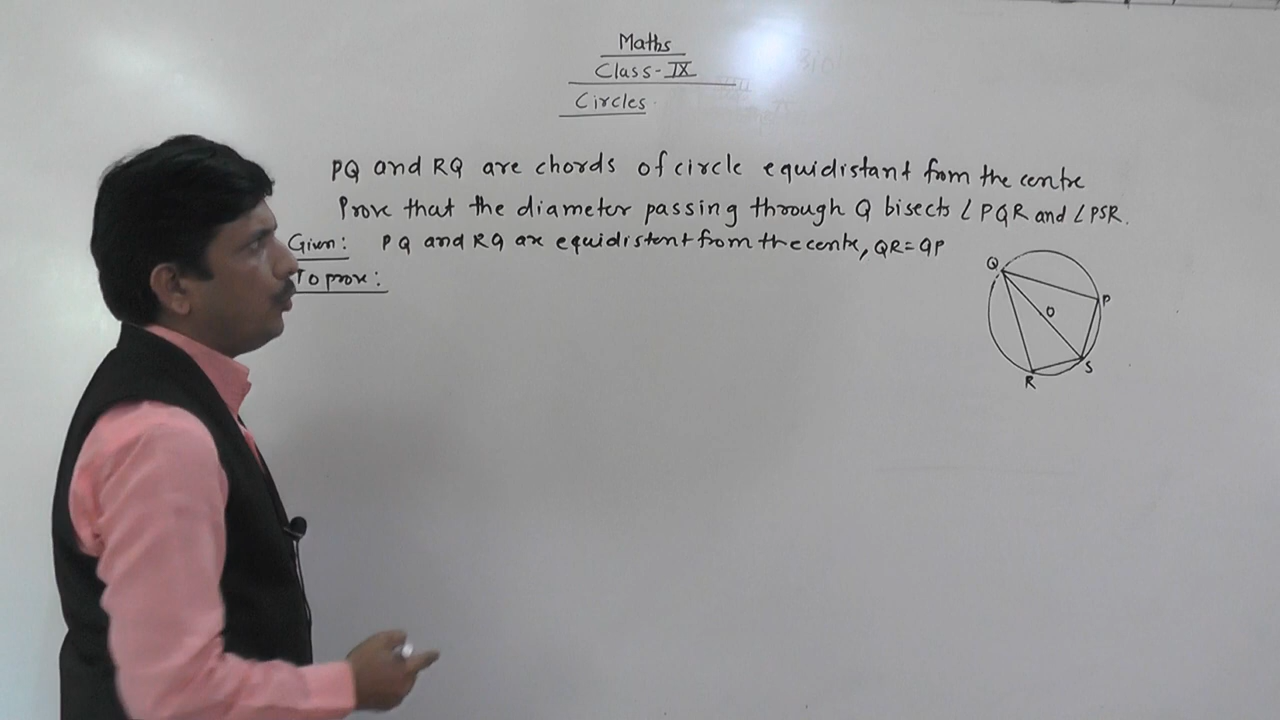 Maths
Class - IX
Circles
PQ and RQ are chords of circle equidistant from the centre
Prove that the diameter passing through Q bisects ∠PQR and ∠PSR.
Given: PQ and RQ are equidistant from the centre, QR = QP
To prove:
Q
P
O
S
R